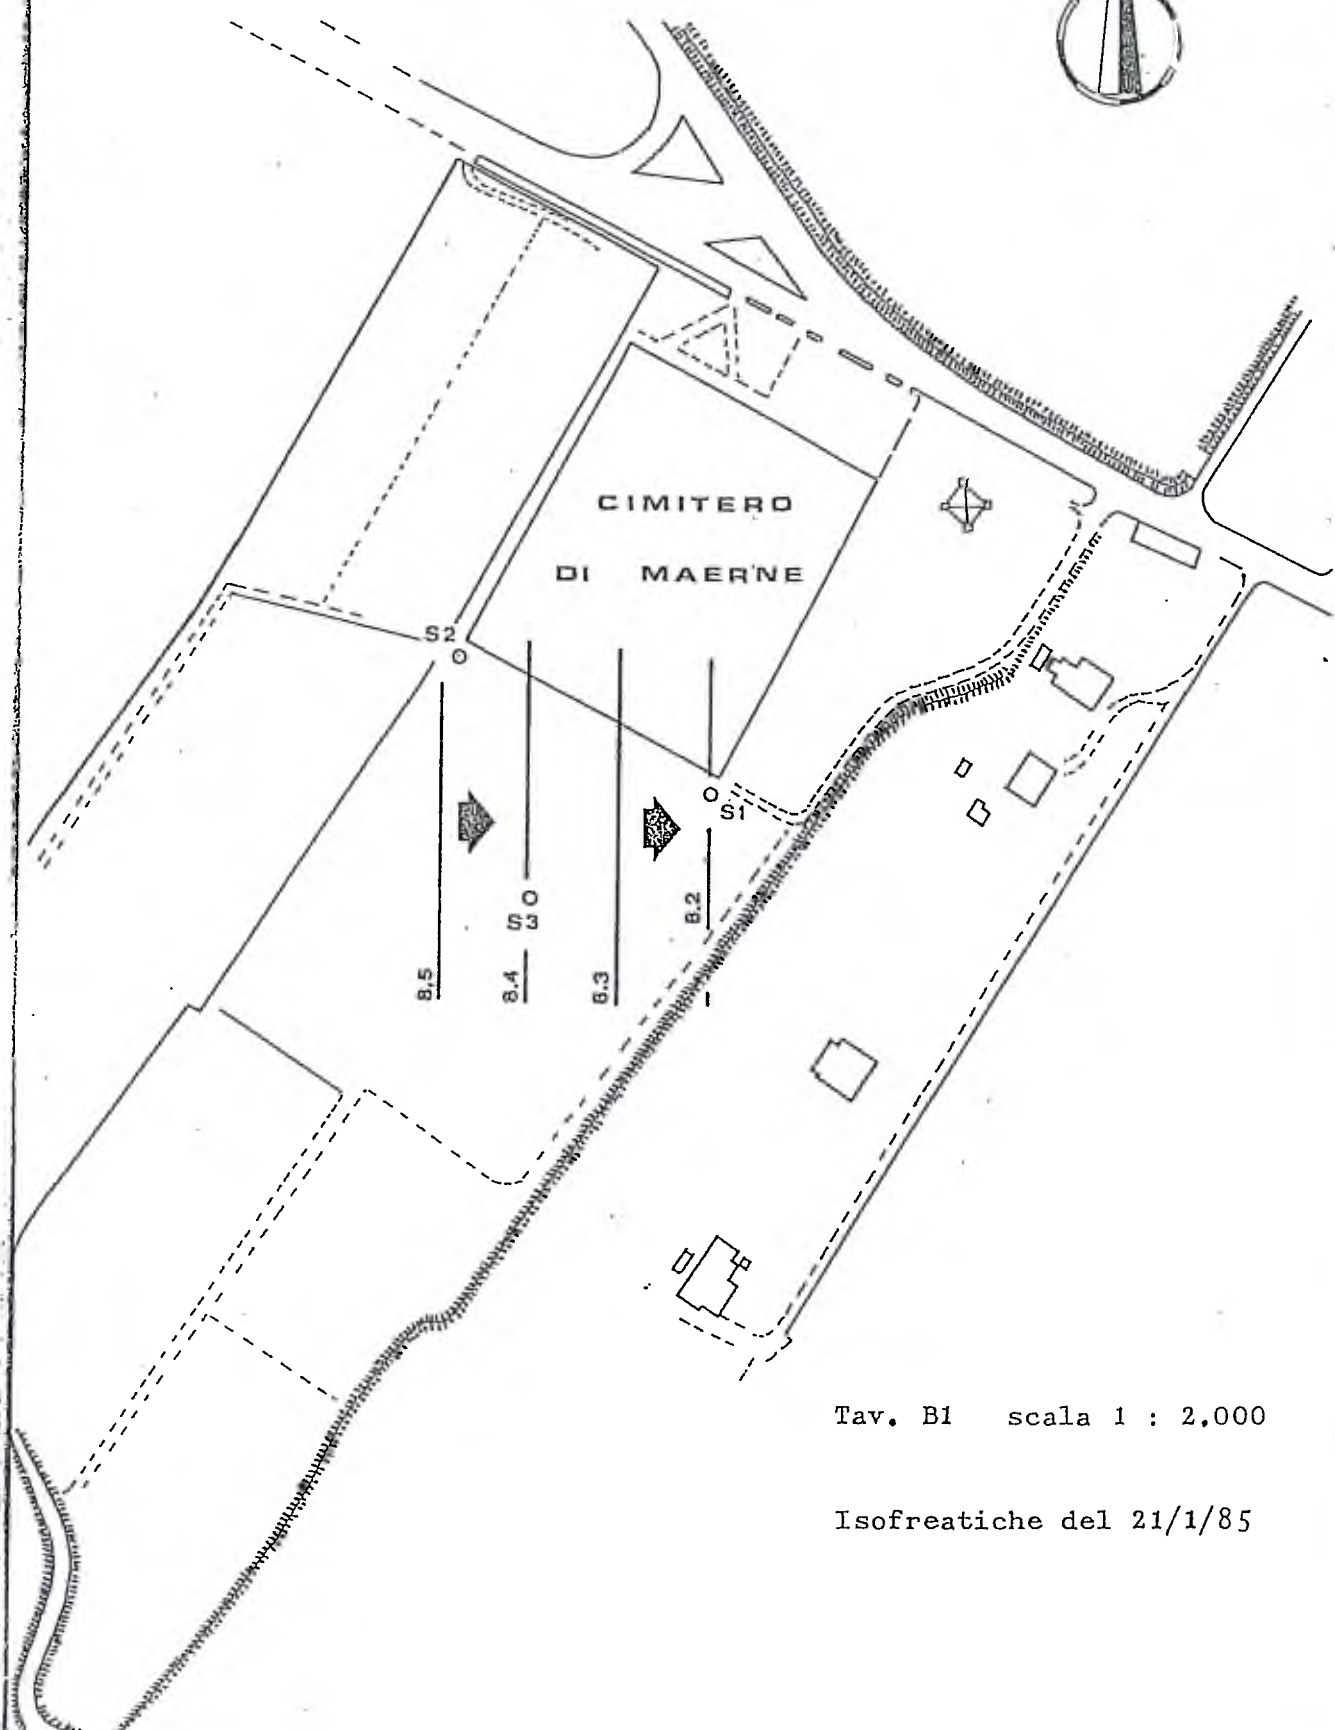 CIMITERO
DI MAERNE
S2
S1
S3
8.5
8.4
8.3
8.2
Tav. B1 scala 1 : 2.000
Isofreatiche del 21/1/85